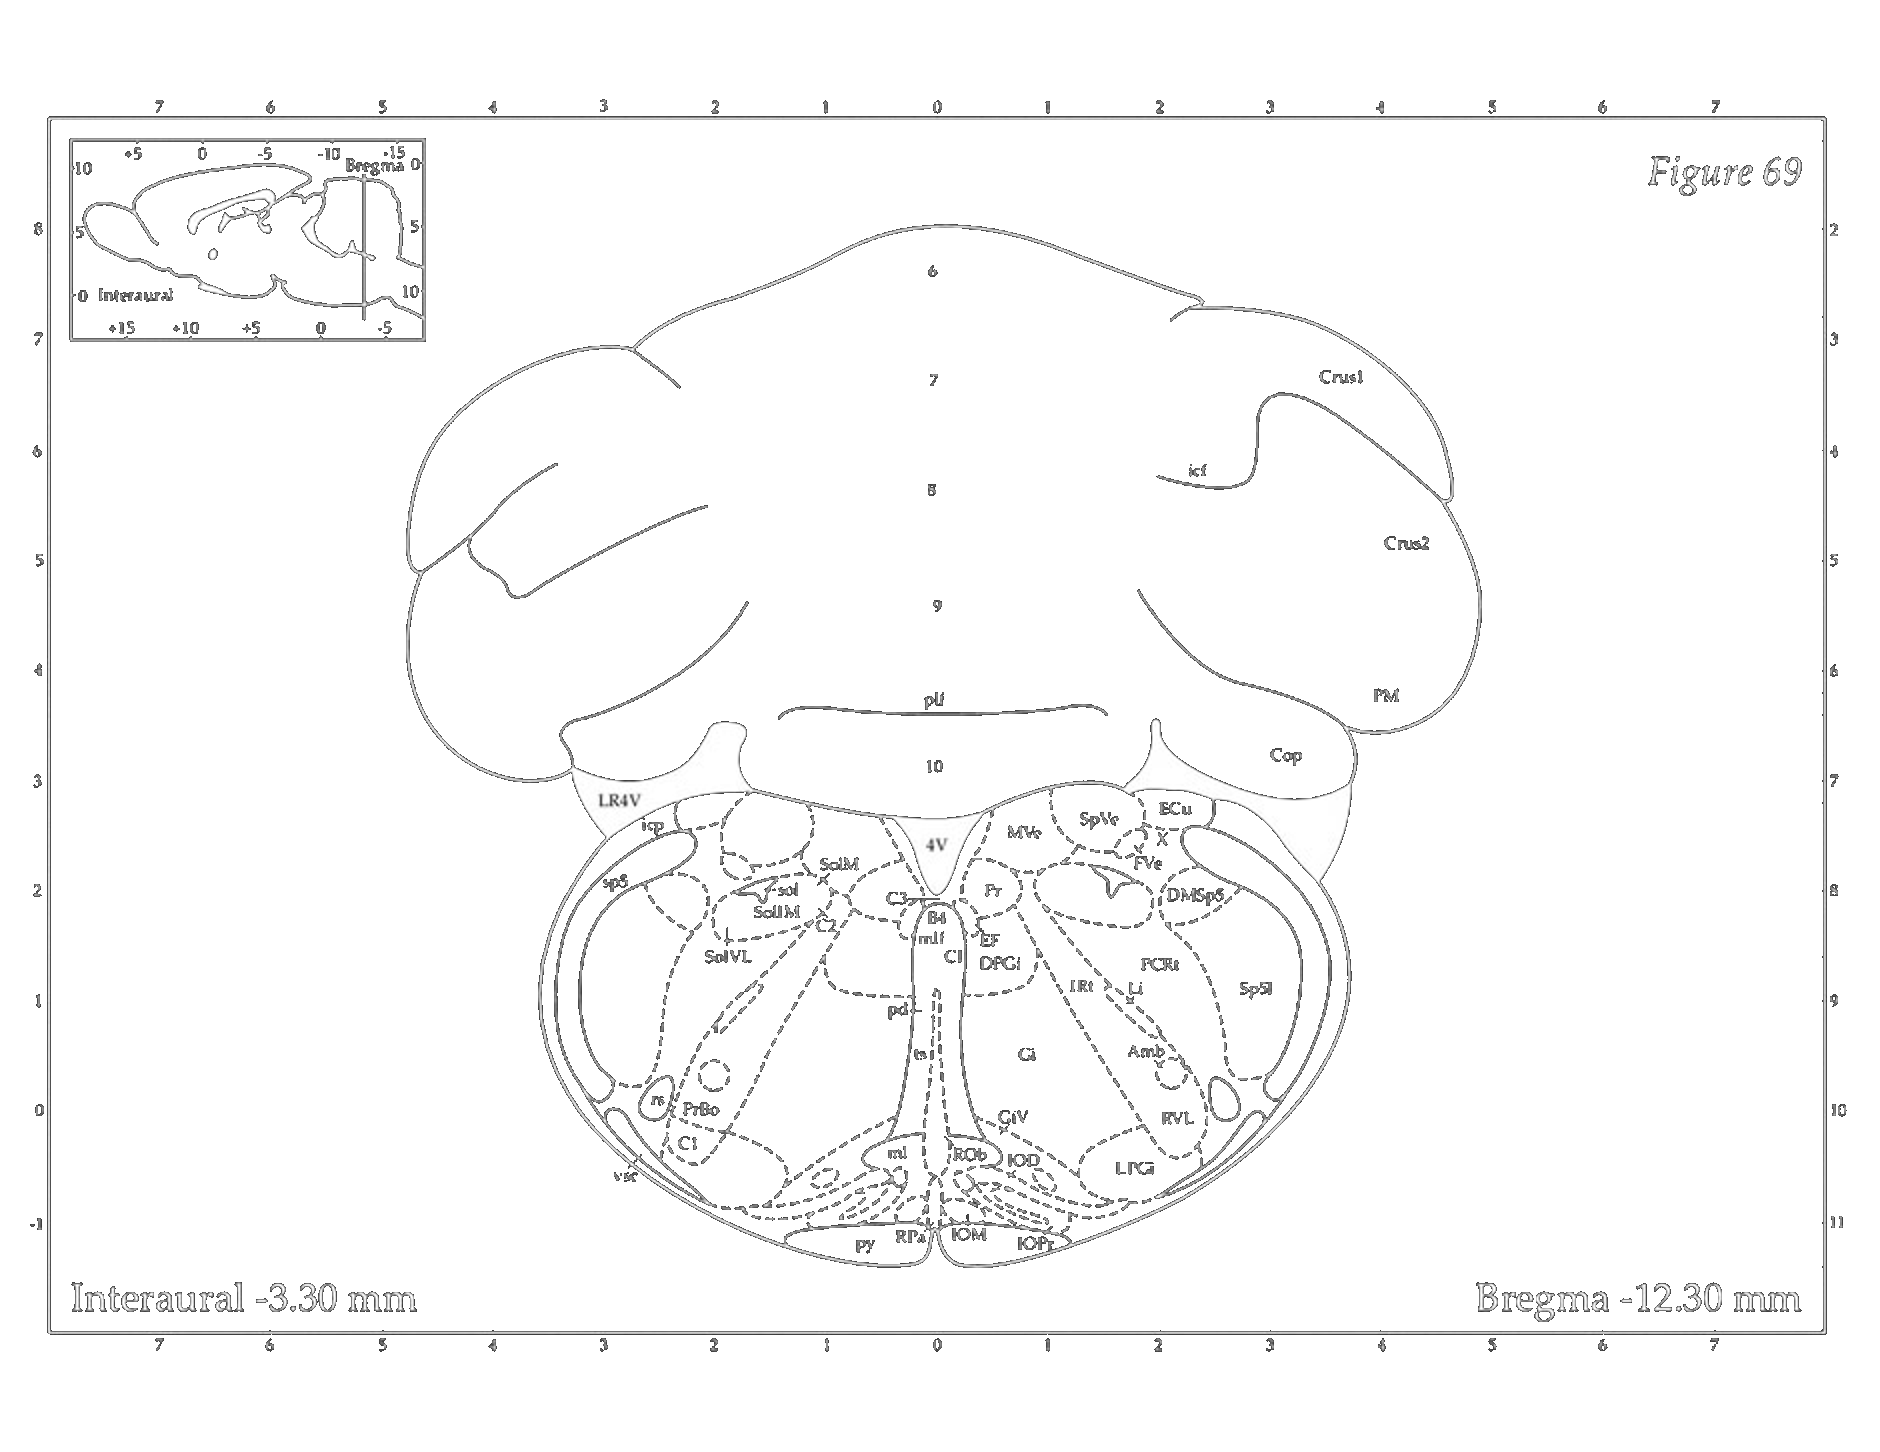 7 6 5 4 3 2 1 0 1 2 3 4 5 6 7
+5 0 -5 -10 -15
Bregma 0
10
5 5
0 Interaural 10
+15 +10 +5 0 -5
Figure 69
8 2
7 3
6 4
5 5
4 6
3 7
2 8
1 9
0 10
-1 11
6
7
Crus1
icf
8
Crus2
9
plf
PM
10
Cop
LR4V
icp
4V
MVe
SpVe
ECu
X
FVe
SolM
sp5
sol
SolIM
C3
Pr
DMSp5
B4
C2
mlf
EF
SolVL
CI
DPGi
PCRt
IRt
Li
Sp5I
pd
ts
Gi
Amb
rs
PrBo
GiV
RVL
C1
ml
ROb
IOD
LPGi
vsc
py
RPa
IOM
IOPr
Interaural -3.30 mm
Bregma -12.30 mm
7 6 5 4 3 2 1 0 1 2 3 4 5 6 7